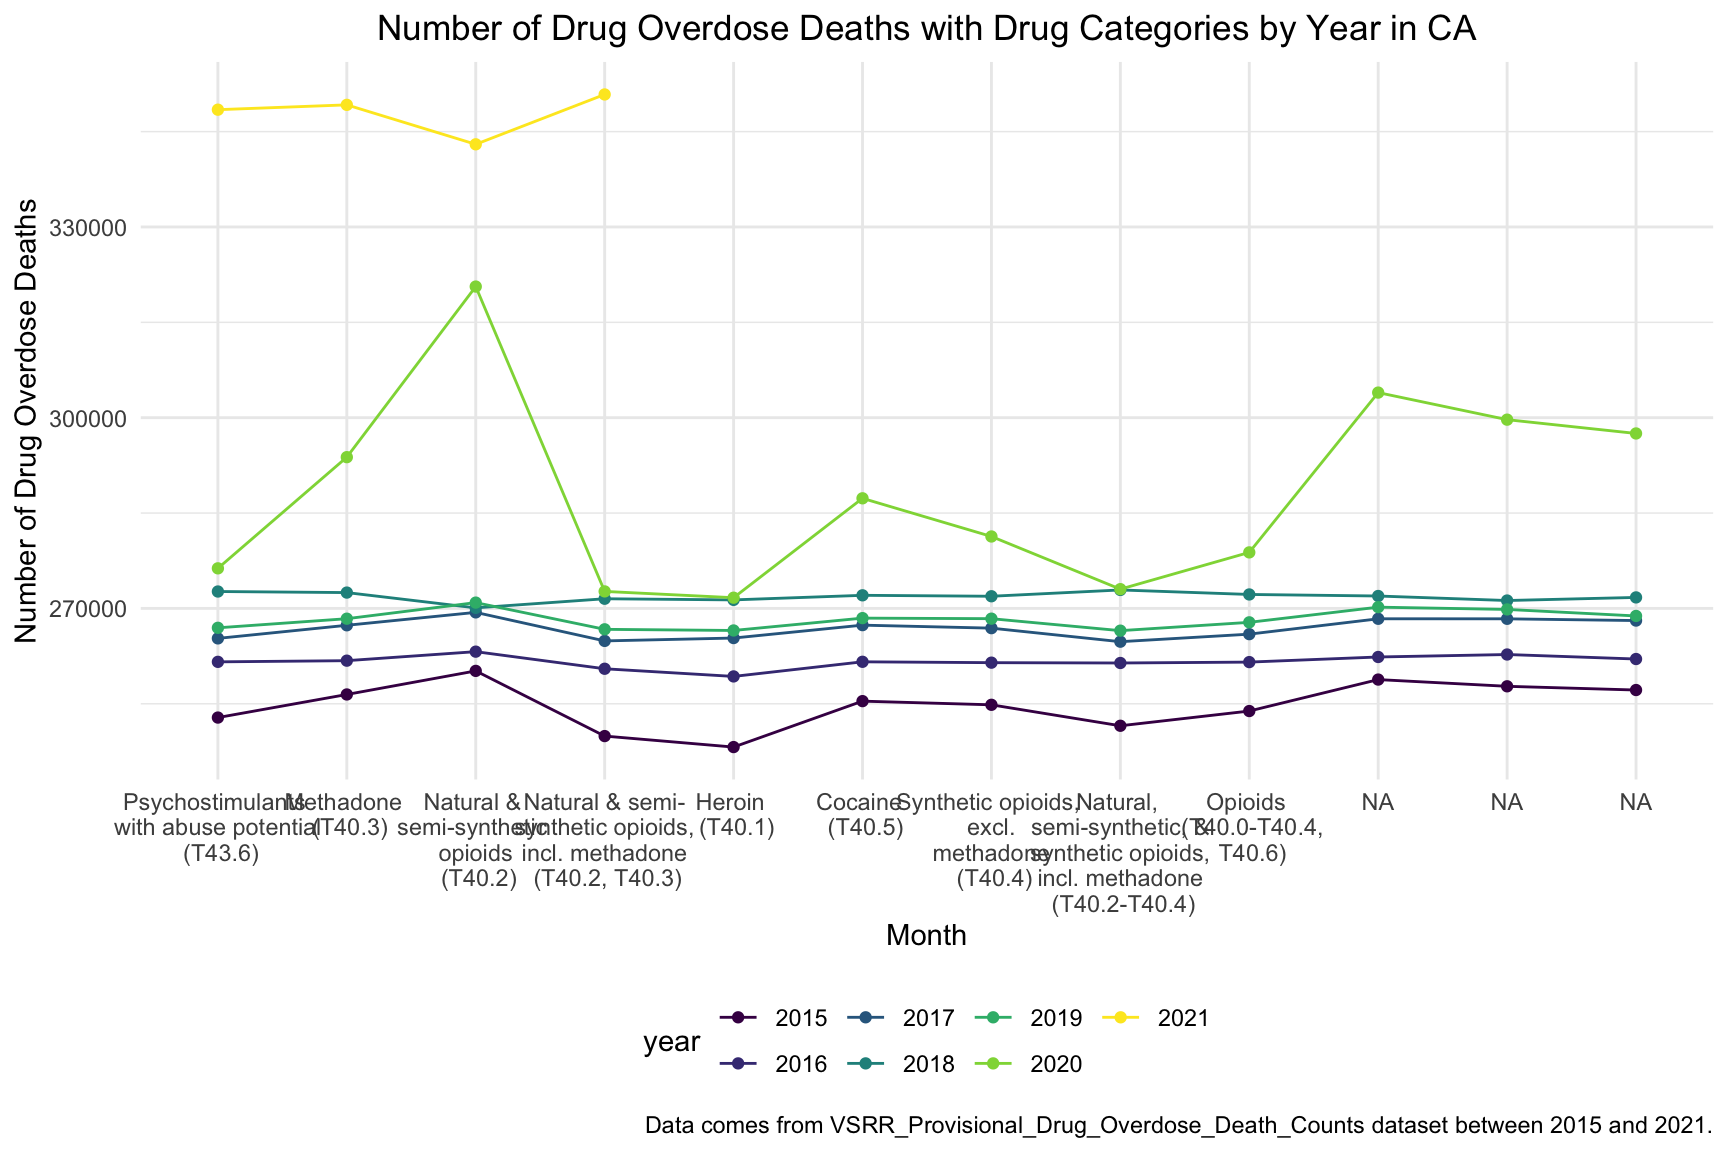 Number of Drug Overdose Deaths with Drug Categories by Year in CA
Number of Drug Overdose Deaths
330000
300000
270000
Psychostimulants
with abuse potential
(T43.6)
Methadone
(T40.3)
Natural &
semi-synthetic
opioids
(T40.2)
Natural & semi-
synthetic opioids,
incl. methadone
(T40.2, T40.3)
Heroin
(T40.1)
Cocaine
(T40.5)
Synthetic opioids,
excl.
methadone
(T40.4)
Natural,
semi-synthetic, &
synthetic opioids,
incl. methadone
(T40.2-T40.4)
Opioids
(T40.0-T40.4,
T40.6)
NA
NA
NA
Month
year
2015
2016
2017
2018
2019
2020
2021
Data comes from VSRR_Provisional_Drug_Overdose_Death_Counts dataset between 2015 and 2021.